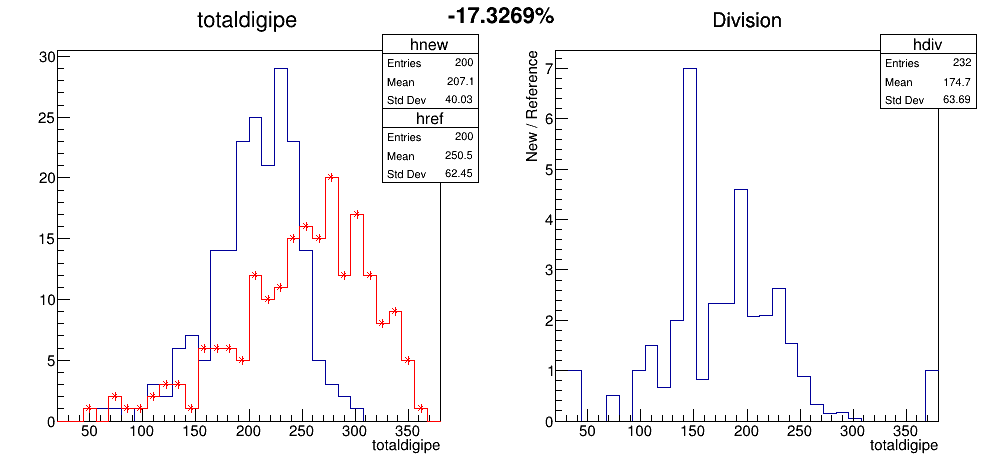 -17.3269%
totaldigipe
hnew
Entries 200
Mean 207.1
Std Dev 40.03
href
Entries 200
Mean 250.5
Std Dev 62.45
30
25
20
15
10
5
0
50 100 150 200 250 300 350
totaldigipe
Division
hdiv
Entries 232
Mean 174.7
Std Dev 63.69
New / Reference
7
6
5
4
3
2
1
0
50 100 150 200 250 300 350
totaldigipe